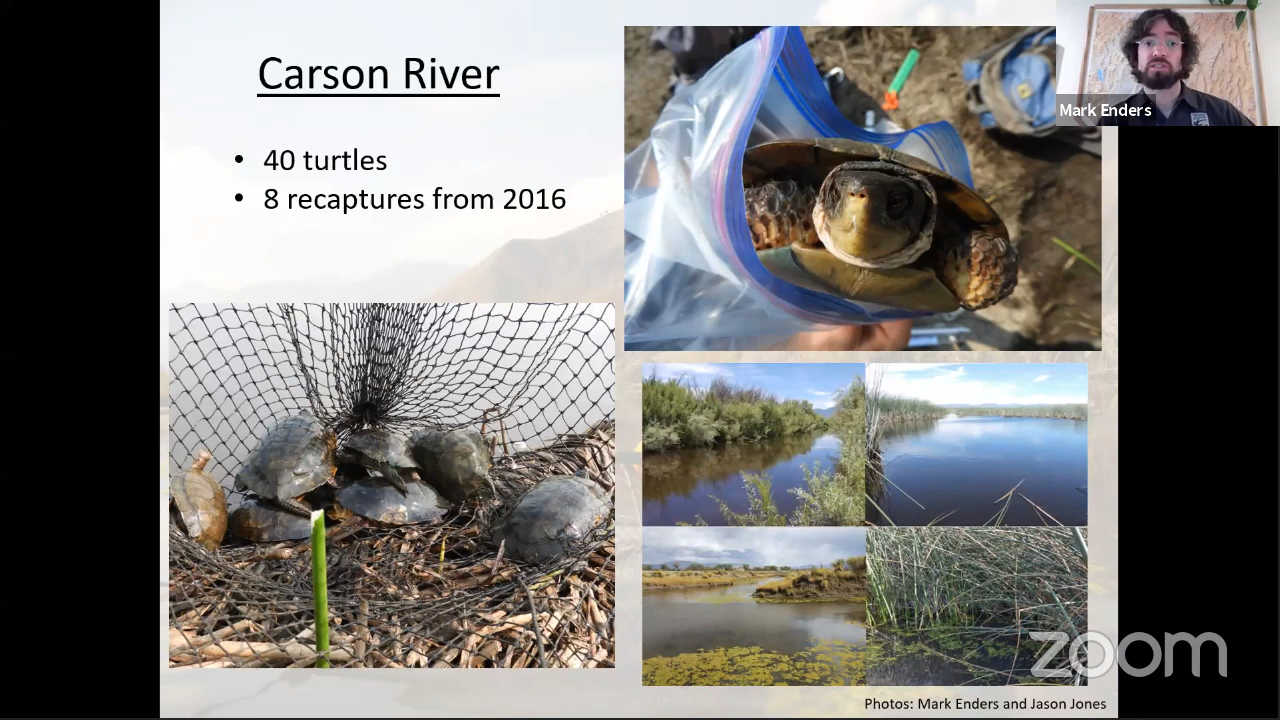 Carson River
• 40 turtles
• 8 recaptures from 2016
Mark Enders
zoom
Photos: Mark Enders and Jason Jones